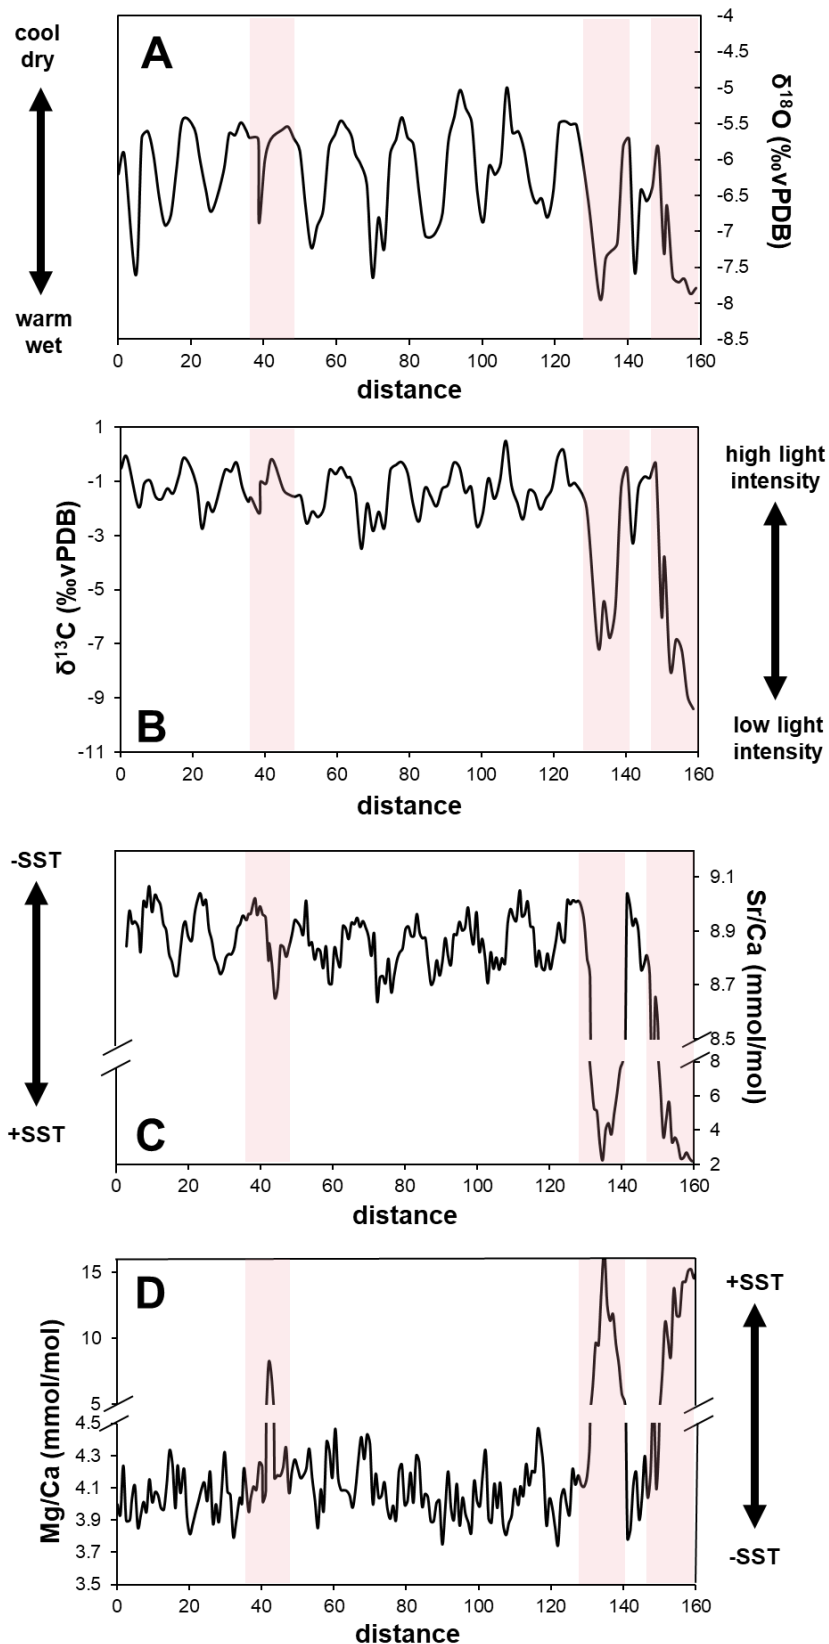 cool
dry
warm
wet
A
-4
-4.5
-5
-5.5
-6
-6.5
-7
-7.5
-8
-8.5
δ18O (‰vPDB)
0 20 40 60 80 100 120 140 160
distance
1
-1
-3
-5
-7
-9
-11
δ13C (‰vPDB)
B
high light
intensity
low light
intensity
0 20 40 60 80 100 120 140 160
distance
-SST
+SST
C
9.1
8.9
8.7
8.5
8
6
4
2
Sr/Ca (mmol/mol)
0 20 40 60 80 100 120 140 160
distance
D
15
10
5
4.5
4.3
4.1
3.9
3.7
3.5
Mg/Ca (mmol/mol)
+SST
-SST
0 20 40 60 80 100 120 140 160
distance